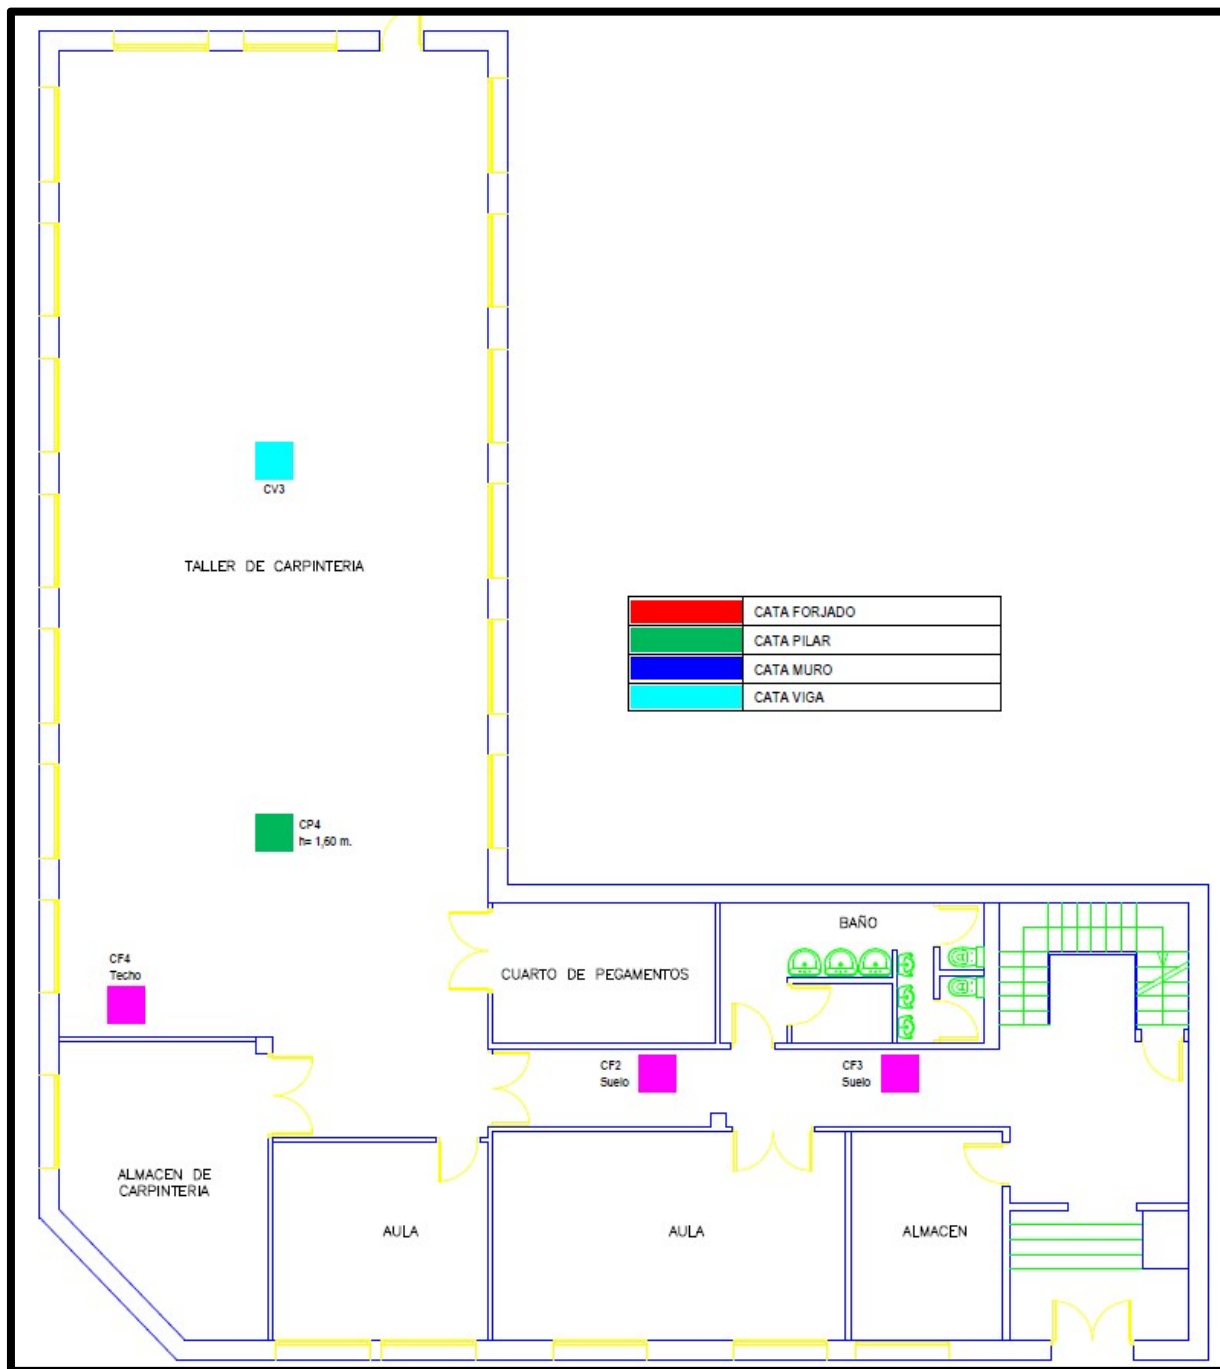 CV3
TALLER DE CARPINTERIA
CATA FORJADO
CATA PILAR
CATA MURO
CATA VIGA
CP4
h= 1,60 m.
CF4
Techo
BAÑO
CUARTO DE PEGAMENTOS
CF2
Suelo
CF3
Suelo
ALMACEN DE
CARPINTERIA
AULA
AULA
ALMACEN